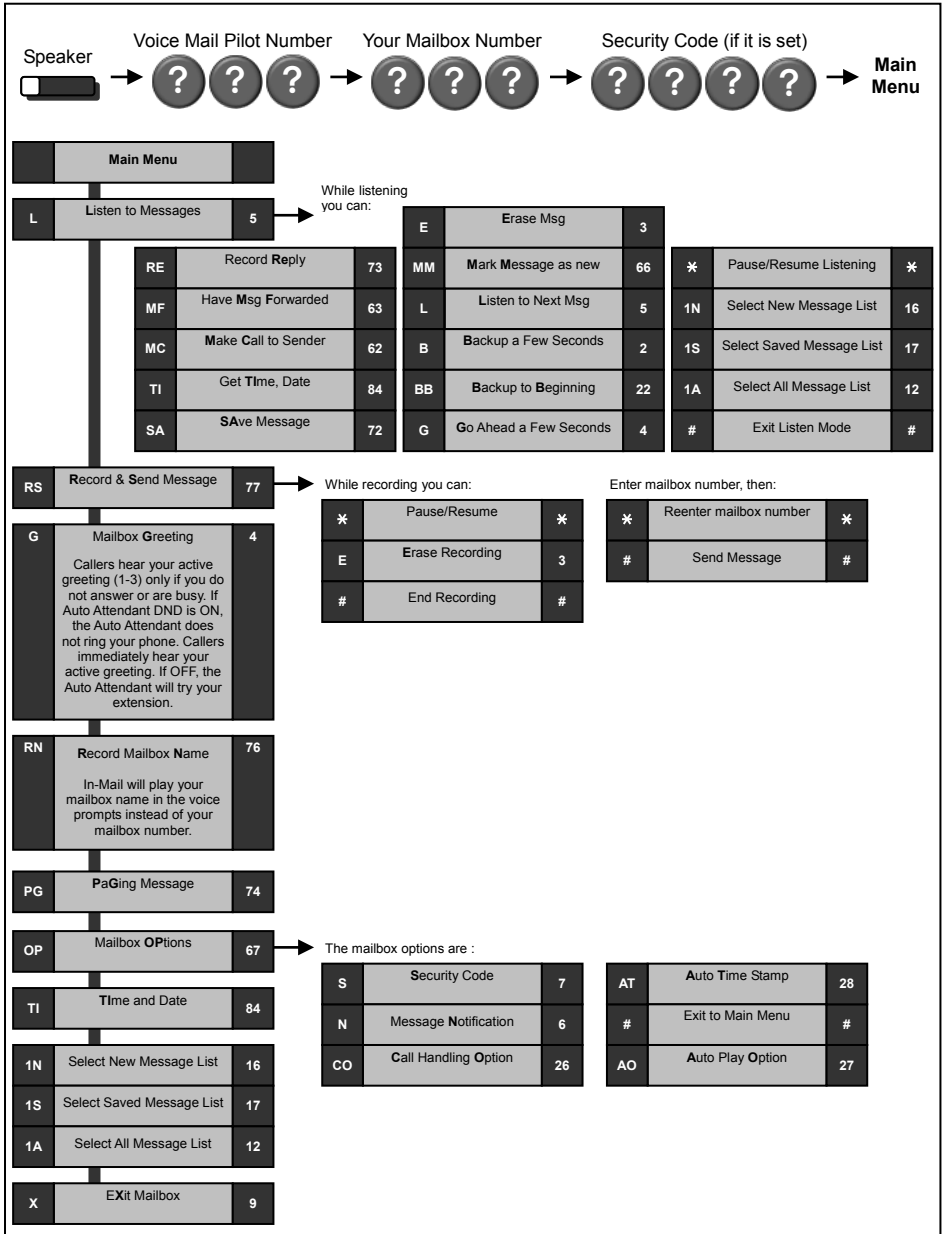 Speaker
Voice Mail Pilot Number
Your Mailbox Number
Security Code (if it is set)
? ? ?
? ? ?
? ? ? ?
Main
Menu
Main Menu
L Listen to Messages 5
While listening
you can:
RE Record Reply 73
MF Have Msg Forwarded 63
MC Make Call to Sender 62
TI Get TIme, Date 84
SA SAve Message 72
E Erase Msg 3
MM Mark Message as new 66
L Listen to Next Msg 5
B Backup a Few Seconds 2
BB Backup to Beginning 22
G Go Ahead a Few Seconds 4
* Pause/Resume Listening *
1N Select New Message List 16
1S Select Saved Message List 17
1A Select All Message List 12
# Exit Listen Mode #
RS Record & Send Message 77
While recording you can:
* Pause/Resume *
E Erase Recording 3
# End Recording #
Enter mailbox number, then:
* Reenter mailbox number *
# Send Message #
G Mailbox Greeting 4
Callers hear your active
greeting (1-3) only if you do
not answer or are busy. If
Auto Attendant DND is ON,
the Auto Attendant does
not ring your phone. Callers
immediately hear your
active greeting. If OFF, the
Auto Attendant will try your
extension.
RN Record Mailbox Name 76
In-Mail will play your
mailbox name in the voice
prompts instead of your
mailbox number.
PG PaGing Message 74
OP Mailbox OPtions 67
The mailbox options are :
S Security Code 7
N Message Notification 6
CO Call Handling Option 26
AT Auto Time Stamp 28
# Exit to Main Menu #
AO Auto Play Option 27
TI TIme and Date 84
1N Select New Message List 16
1S Select Saved Message List 17
1A Select All Message List 12
X EXit Mailbox 9